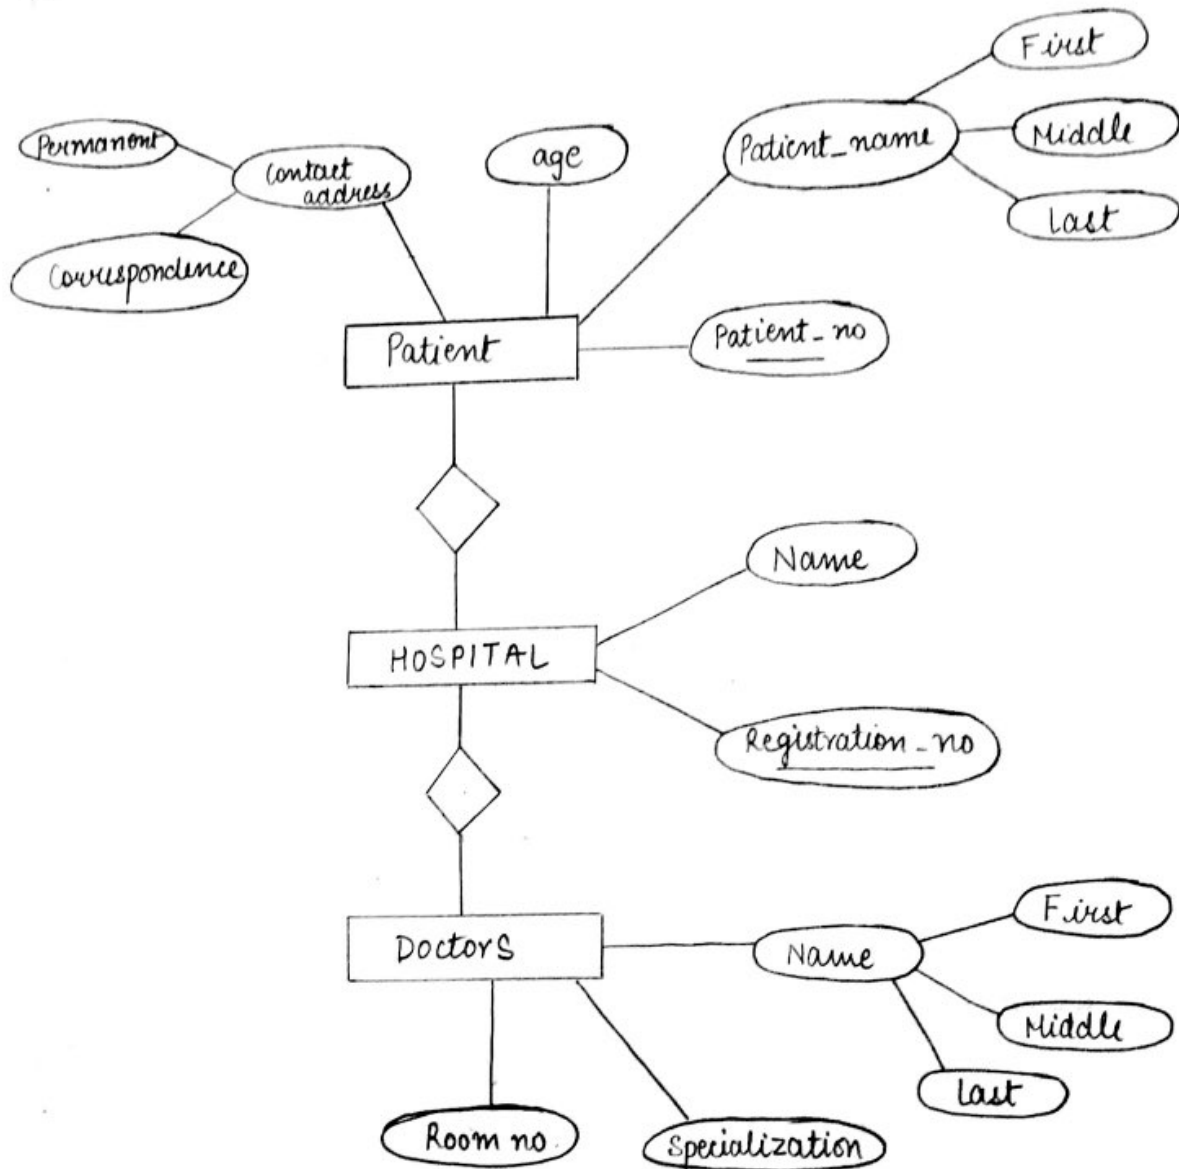 First
Permanent
Contact
address
age
Patient_name
Middle
Last
Correspondence
Patient
Patient_no
Name
HOSPITAL
Registration_no
Doctors
Name
First
Middle
Last
Room no
Specialization